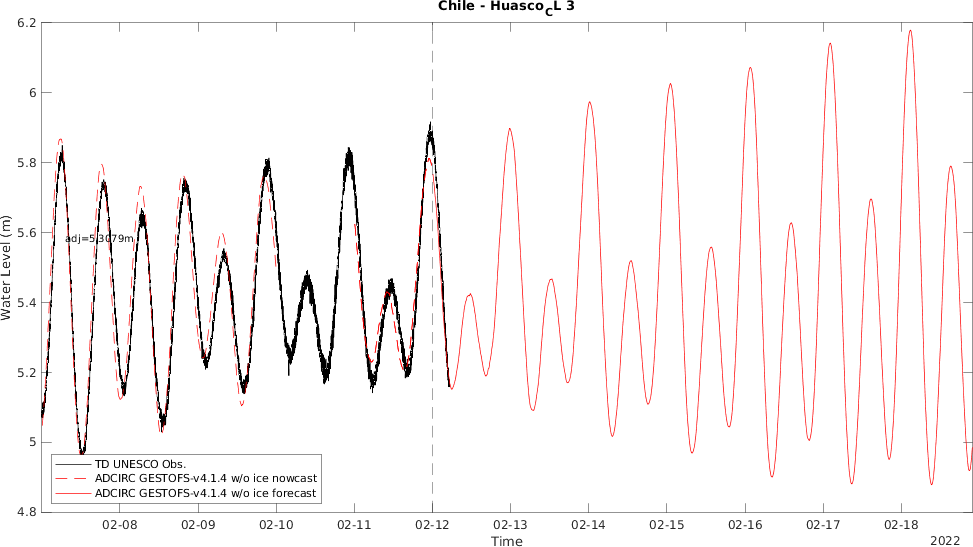 Chile - Huasco_CL 3
6.2
6
5.8
5.6
5.4
5.2
5
4.8
Water Level (m)
adj=5.3079m
TD UNESCO Obs.
ADCIRC GESTOFS-v4.1.4 w/o ice nowcast
ADCIRC GESTOFS-v4.1.4 w/o ice forecast
02-08 02-09 02-10 02-11 02-12 02-13 02-14 02-15 02-16 02-17 02-18
Time
2022